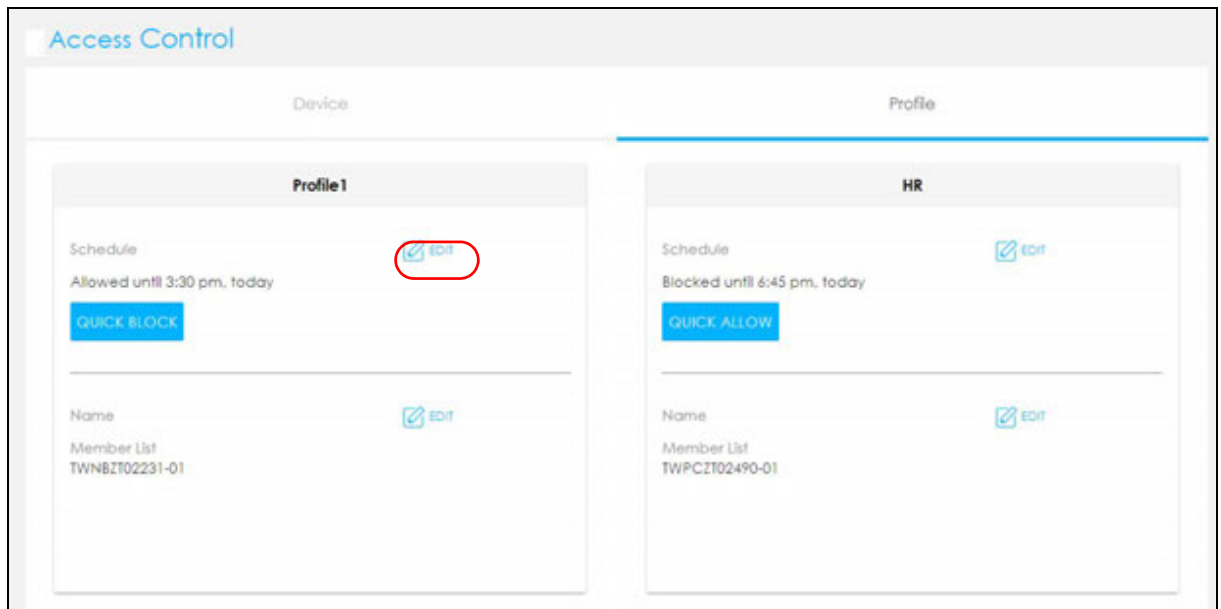 Access Control
Device
Profile
Profile1
Schedule
EDIT
Allowed until 3:30 pm, today
QUICK BLOCK
Name
EDIT
Member List
TWNBZT02231-01
HR
Schedule
EDIT
Blocked until 6:45 pm, today
QUICK ALLOW
Name
EDIT
Member List
TWPCZT02490-01